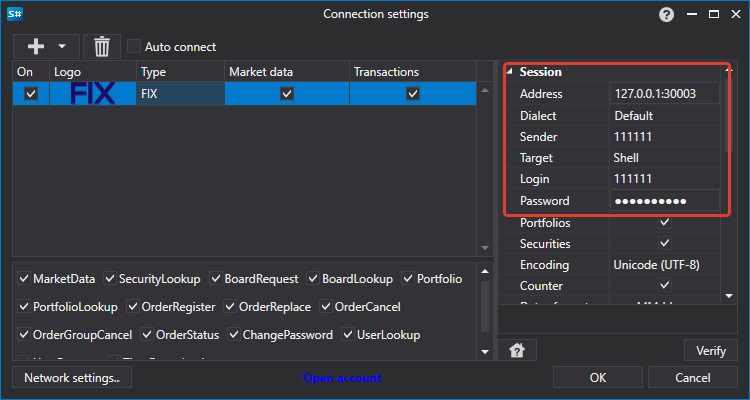 S# Connection settings ?
Auto connect
On Logo Type Market data Transactions
FIX FIX
Session
Address 127.0.0.1:30003
Dialect Default
Sender 111111
Target Shell
Login 111111
Password ●●●●●●●●●●
Portfolios
Securities
Encoding Unicode (UTF-8)
Counter
MarketData SecurityLookup BoardRequest BoardLookup Portfolio
PortfolioLookup OrderRegister OrderReplace OrderCancel
OrderGroupCancel OrderStatus ChangePassword UserLookup
Verify
Network settings... Open account OK Cancel